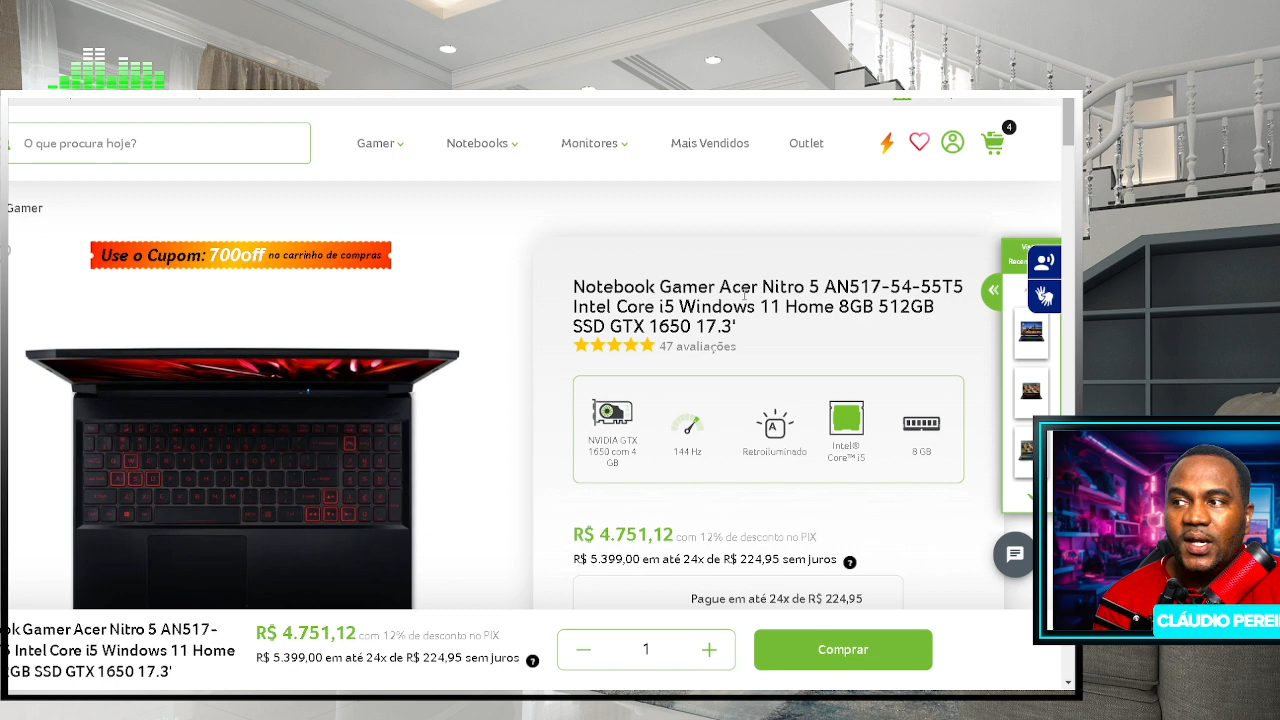 O que procura hoje?
Gamer
Notebooks
Monitores
Mais Vendidos
Outlet
4
Gamer
Use o Cupom: 700off no carrinho de compras
Notebook Gamer Acer Nitro 5 AN517-54-55T5
Intel Core i5 Windows 11 Home 8GB 512GB
SSD GTX 1650 17.3'
47 avaliações
NVIDIA GTX
1650 com 4
GB
144 Hz
A
Retroiluminado
Intel®
Core™ i5
8.GB
R$ 4.751,12 com 12% de desconto no PIX
R$ 5.399,00 em até 24x de R$ 224,95 sem juros ?
Pague em até 24x de R$ 224,95
ok Gamer Acer Nitro 5 AN517-
Intel Core i5 Windows 11 Home
GB SSD GTX 1650 17.3'
R$ 4.751,12 com 12% de desconto no PIX
R$ 5.399,00 em até 24x de R$ 224,95 sem juros ?
1
Comprar
CLÁUDIO PEREI